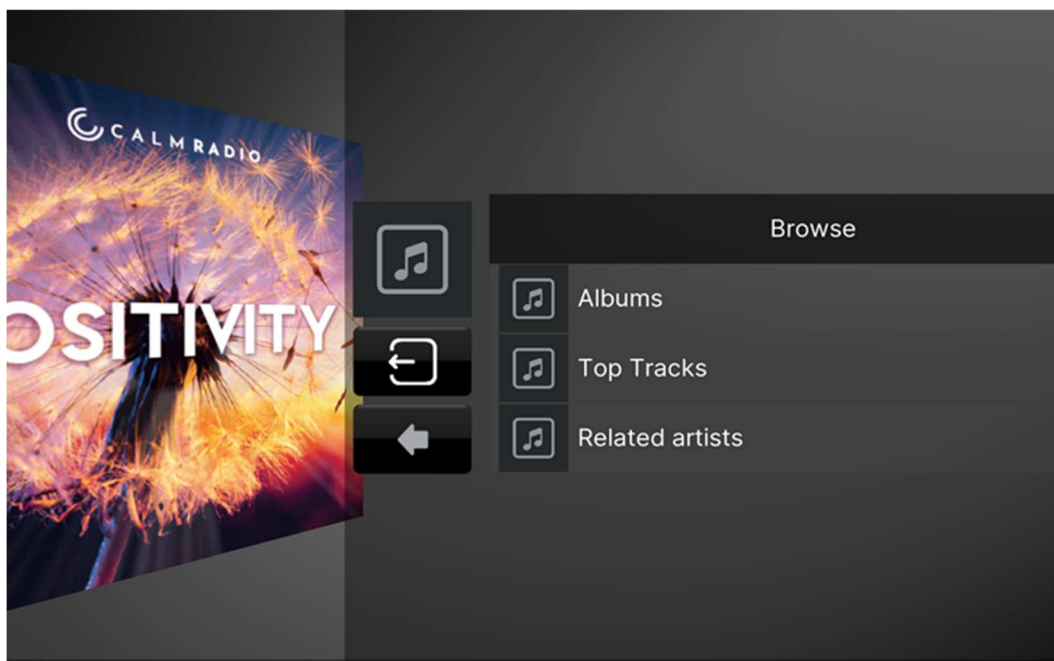 CALMRADIO
OSITIVITY
Browse
Albums
Top Tracks
Related artists